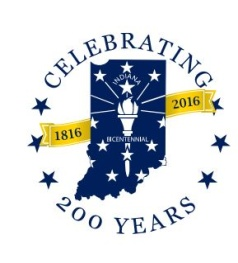 CELEBRATING
INDIANA
1816
2016
BICENTENNIAL
200 YEARS